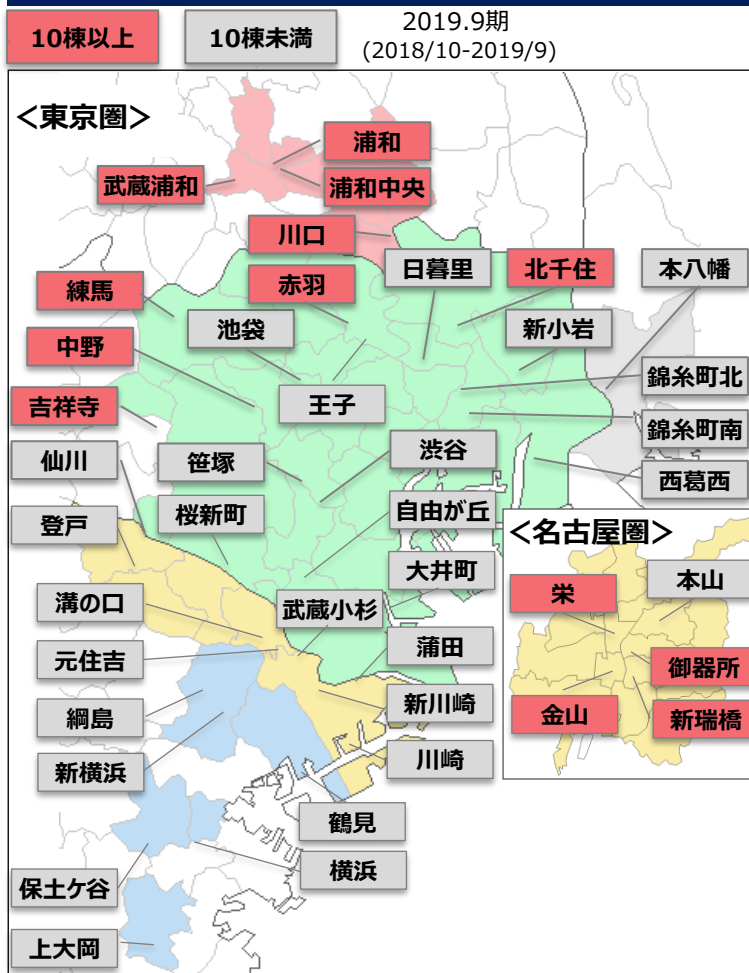 10棟以上
10棟未満
2019.9期
(2018/10-2019/9)
＜東京圏＞
浦和
武蔵浦和
浦和中央
川口
日暮里
北千住
本八幡
練馬
赤羽
池袋
新小岩
中野
王子
錦糸町北
吉祥寺
錦糸町南
仙川
笹塚
渋谷
西葛西
登戸
桜新町
自由が丘
＜名古屋圏＞
大井町
本山
栄
溝の口
武蔵小杉
元住吉
蒲田
御器所
綱島
新川崎
金山
新瑞橋
新横浜
川崎
鶴見
横浜
保土ケ谷
上大岡